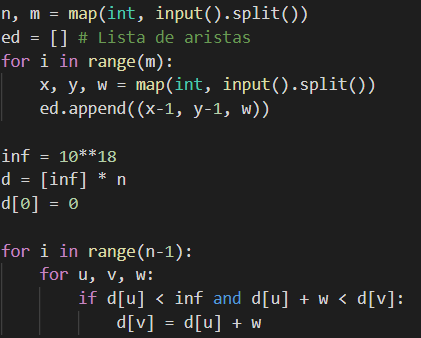 n, m = map(int, input().split())
ed = [] # Lista de aristas
for i in range(m):
    x, y, w = map(int, input().split())
    ed.append((x-1, y-1, w))

inf = 10**18
d = [inf] * n
d[0] = 0

for i in range(n-1):
    for u, v, w:
        if d[u] < inf and d[u] + w < d[v]:
            d[v] = d[u] + w